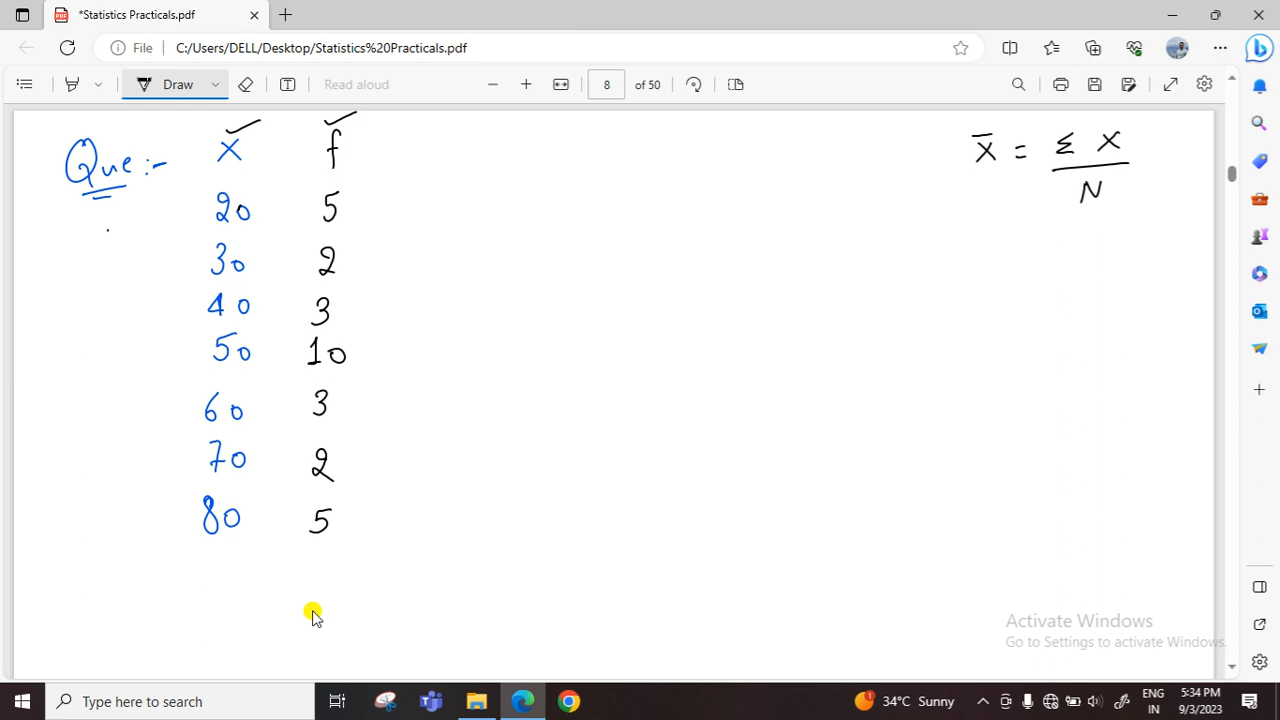 *Statistics Practicals.pdf
File C:/Users/DELL/Desktop/Statistics%20Practicals.pdf
Draw Read aloud 8 of 50
Que :- X f
20 5
30 2
40 3
50 10
60 3
70 2
80 5
X̄ = Σ X
N
Activate Windows
Go to Settings to activate Windows.
Type here to search
34°C Sunny
ENG
IN
5:34 PM
9/3/2023